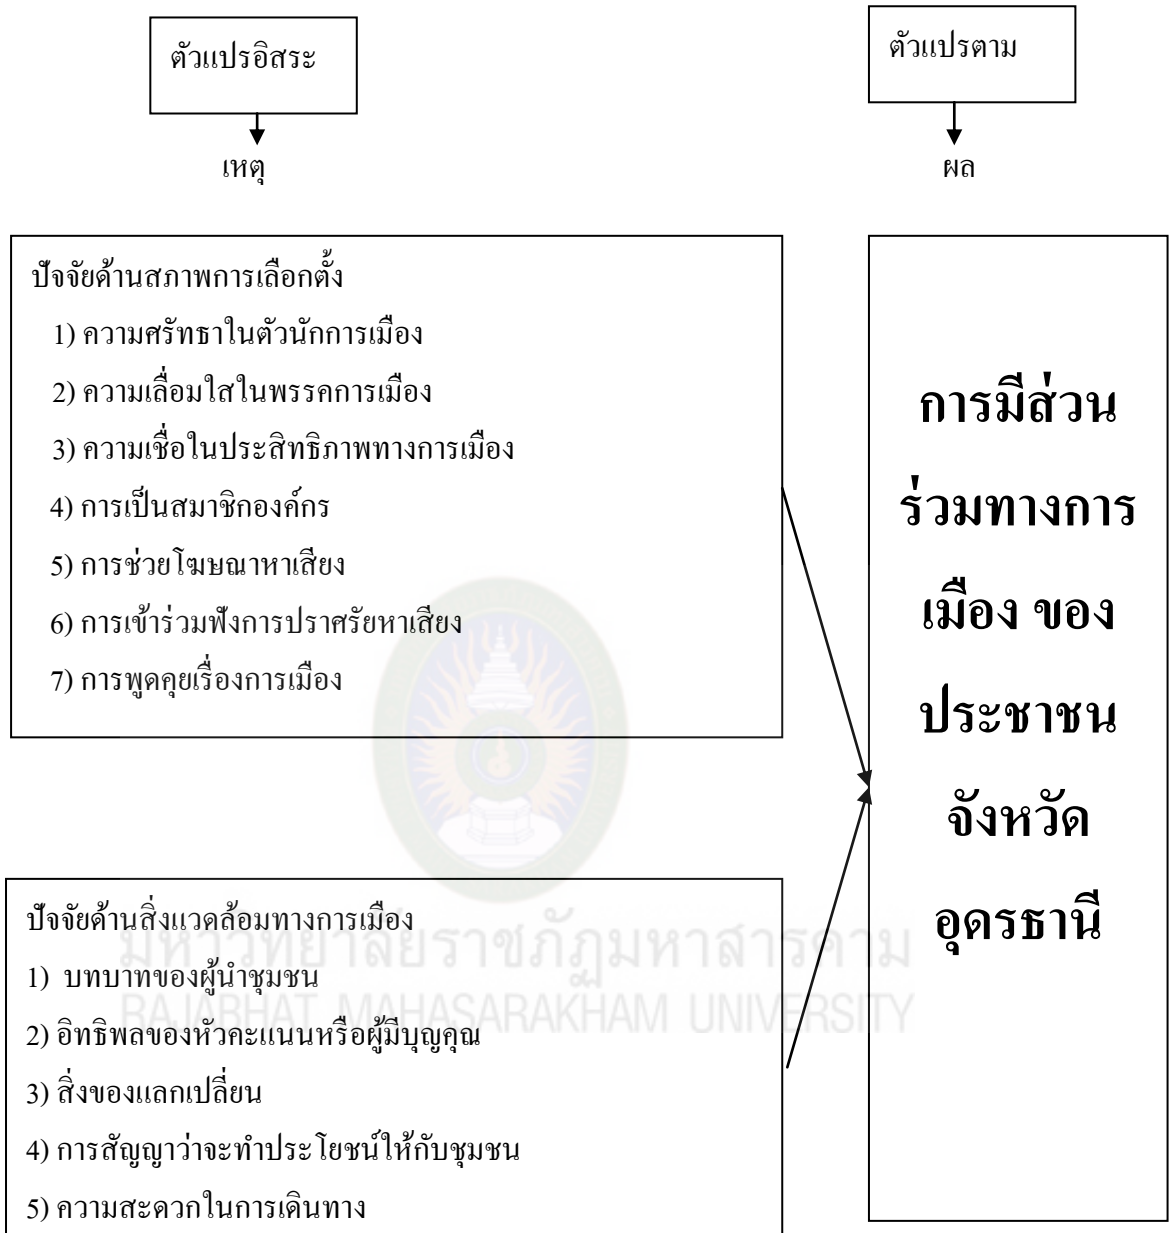 ตัวแปรอิสระ
ตัวแปรตาม
เหตุ
ผล
ปัจจัยด้านสภาพการเลือกตั้ง
1) ความศรัทธาในตัวนักการเมือง
2) ความเลื่อมใสในพรรคการเมือง
3) ความเชื่อในประสิทธิภาพทางการเมือง
4) การเป็นสมาชิกองค์กร
5) การช่วยโฆษณาหาเสียง
6) การเข้าร่วมฟังการปราศรัยหาเสียง
7) การพูดคุยเรื่องการเมือง
การมีส่วน
ร่วมทางการ
เมือง ของ
ประชาชน
จังหวัด
อุดรธานี
ปัจจัยด้านสิ่งแวดล้อมทางการเมือง
1) บทบาทของผู้นำชุมชน
2) อิทธิพลของหัวคะแนนหรือผู้มีบุญคุณ
3) สิ่งของแลกเปลี่ยน
4) การสัญญาว่าจะทำประโยชน์ให้กับชุมชน
5) ความสะดวกในการเดินทาง
มหาวิทยาลัยราชภัฏมหาสารคาม
RAJABHAT MAHASARAKHAM UNIVERSITY